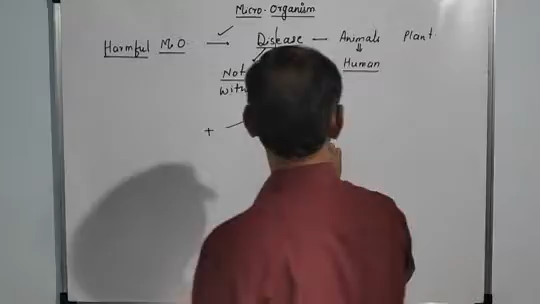 Micro-Organism
Harmful M.O. → Disease — Animals Plant
⇓
Not Human
with
+